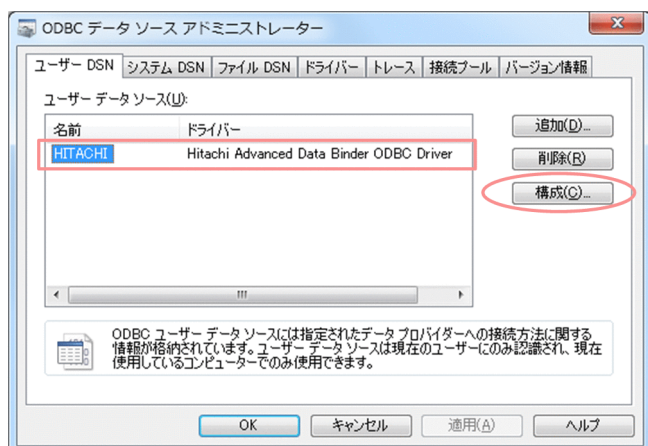 ODBC データ ソース アドミニストレーター
ユーザー DSN システム DSN ファイル DSN ドライバー トレース 接続プール バージョン情報
ユーザー データ ソース(U):
名前 ドライバー
HITACHI Hitachi Advanced Data Binder ODBC Driver
追加(D)...
削除(R)
構成(C)...
ODBC ユーザー データ ソースには指定されたデータ プロバイダーへの接続方法に関する
情報が格納されています。ユーザー データ ソースは現在のユーザーにのみ認識され、現在
使用しているコンピューターでのみ使用できます。
OK キャンセル 適用(A) ヘルプ